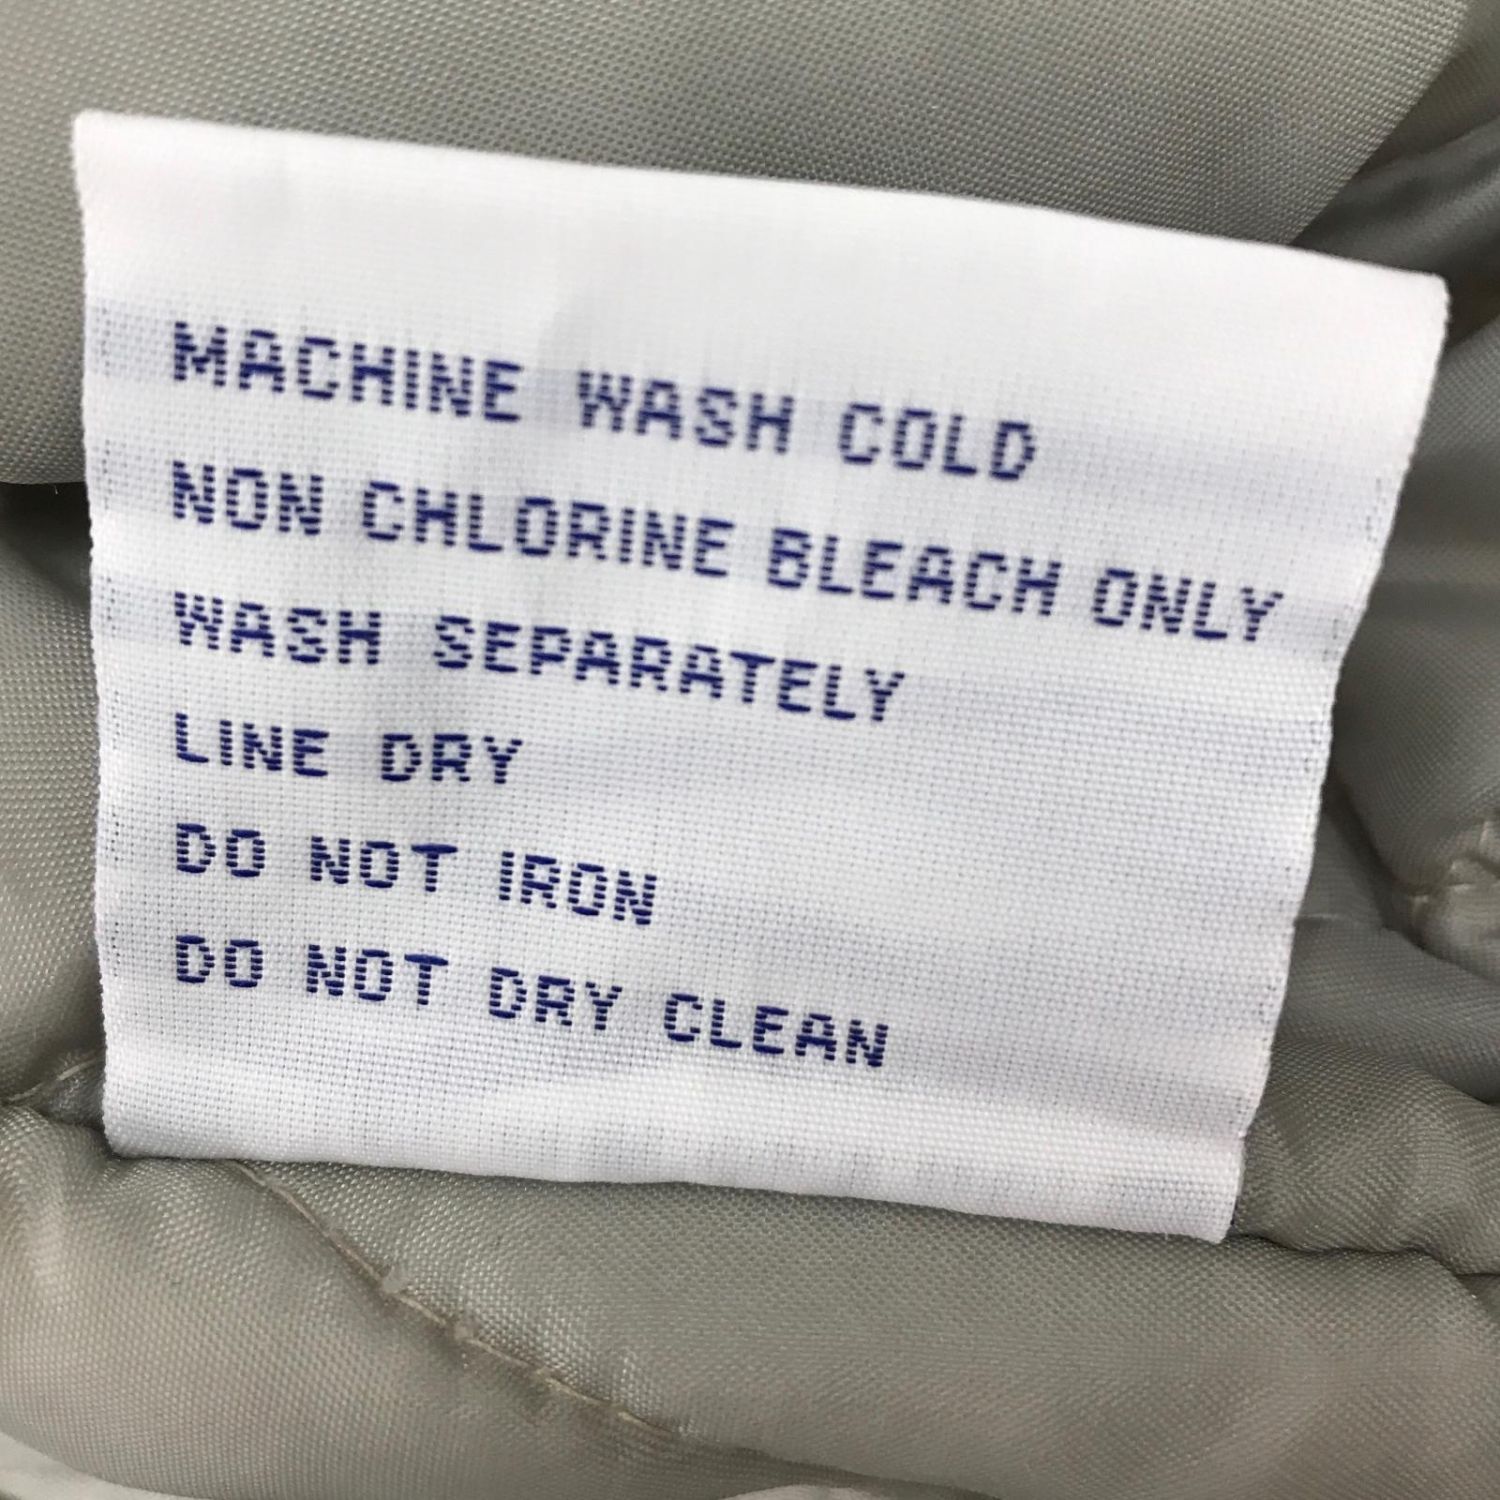 MACHINE WASH COLD
NON CHLORINE BLEACH ONLY
WASH SEPARATELY
LINE DRY
DO NOT IRON
DO NOT DRY CLEAN